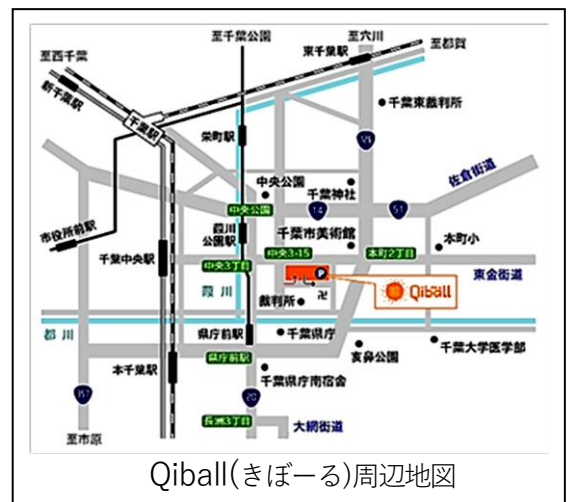 至千葉公園
至穴川
至都賀
至西千葉
東千葉駅
新千葉駅
千葉駅
千葉東裁判所
栄町駅
126
佐倉街道
中央公園
千葉神社
中央公園
14
51
市役所前駅
葭川
公園駅
千葉市美術館
本町小
千葉中央駅
中央3丁目
中央3-15
本町2丁目
東金街道
P
葭川
裁判所
卍
Qiball
都川
県庁前駅
千葉県庁
亥鼻公園
千葉大学医学部
県庁前駅
本千葉駅
千葉県庁南宿舎
357
20
長洲3丁目
大網街道
至市原
Qiball(きぼーる)周辺地図